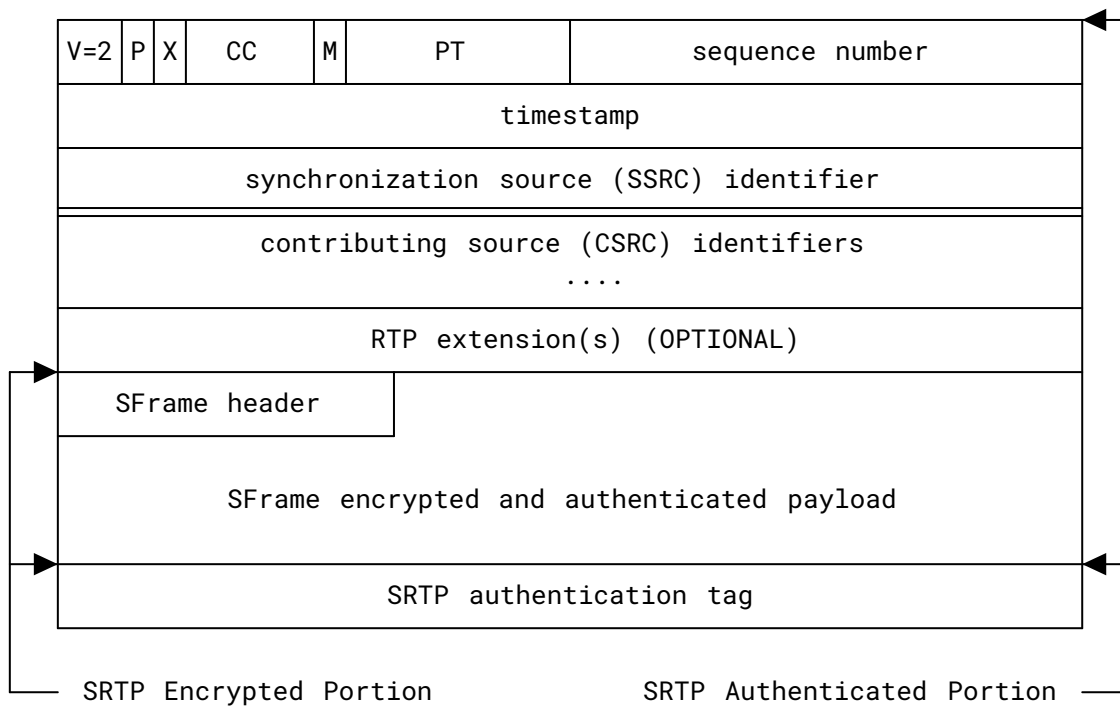 V=2 P X CC M PT sequence number
timestamp
synchronization source (SSRC) identifier
contributing source (CSRC) identifiers
....
RTP extension(s) (OPTIONAL)
SFrame header
SFrame encrypted and authenticated payload
SRTP authentication tag
SRTP Encrypted Portion SRTP Authenticated Portion